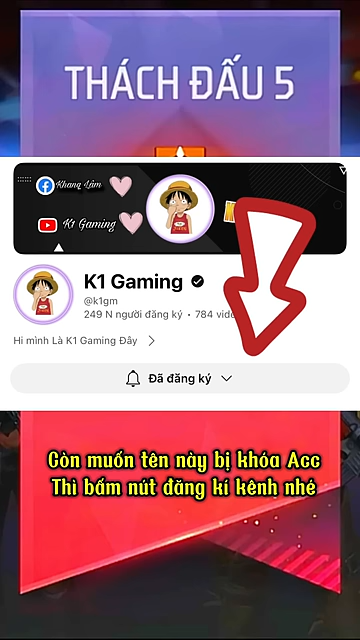 THÁCH ĐẤU 5
Khang Lâm
K1 Gaming
K1 Gaming
@k1gm
249 N người đăng ký • 784 vide
Hi mình Là K1 Gaming Đây
Đã đăng ký
Còn muốn tên này bị khóa Acc
Thì bấm nút đăng kí kênh nhé